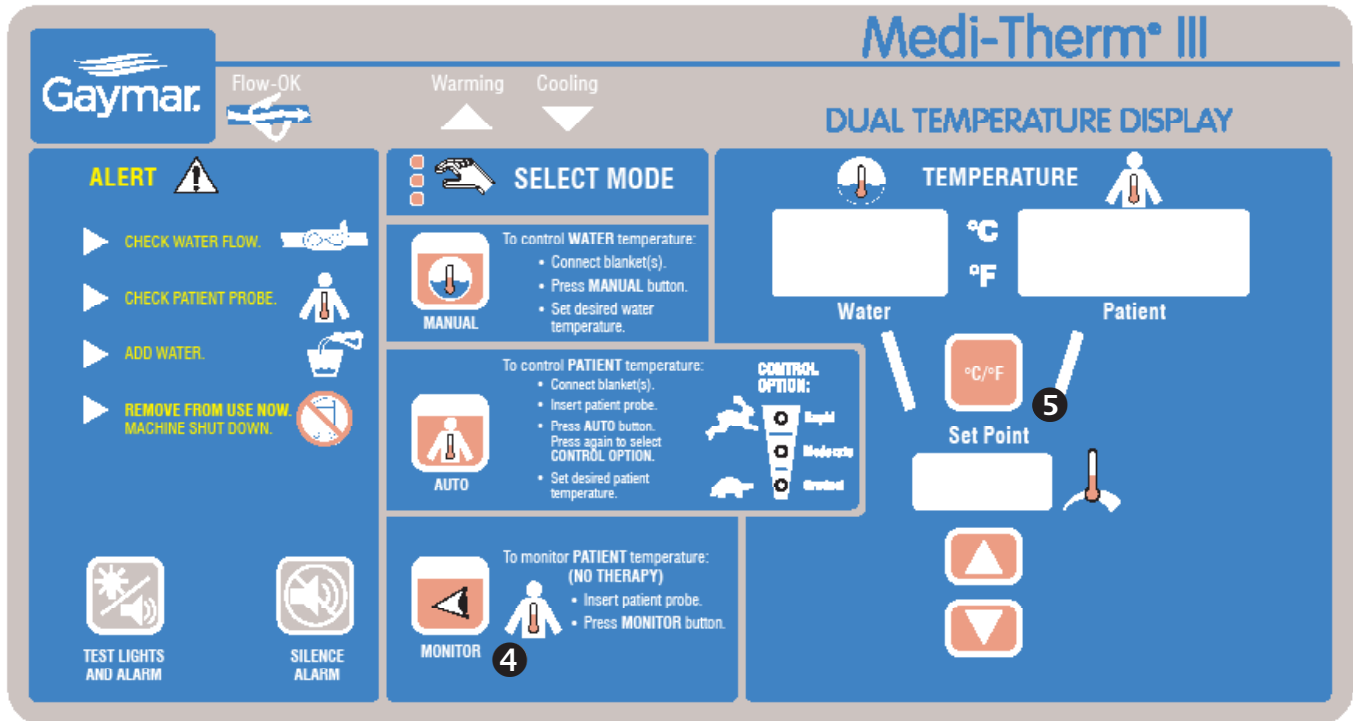 Medi-Therm® III
Gaymar®
Flow-OK
Warming
Cooling
DUAL TEMPERATURE DISPLAY
ALERT
CHECK WATER FLOW.
CHECK PATIENT PROBE.
ADD WATER.
REMOVE FROM USE NOW.
MACHINE SHUT DOWN.
TEST LIGHTS
AND ALARM
SILENCE
ALARM
SELECT MODE
MANUAL
To control WATER temperature:
• Connect blanket(s).
• Press MANUAL button.
• Set desired water
temperature.
AUTO
To control PATIENT temperature:
• Connect blanket(s).
• Insert patient probe.
• Press AUTO button.
Press again to select
CONTROL OPTION.
• Set desired patient
temperature.
CONTROL
OPTION:
Rapid
Moderate
Gradual
MONITOR
4
To monitor PATIENT temperature:
(NO THERAPY)
• Insert patient probe.
• Press MONITOR button.
TEMPERATURE
°C
°F
Water
Patient
°C/°F
5
Set Point